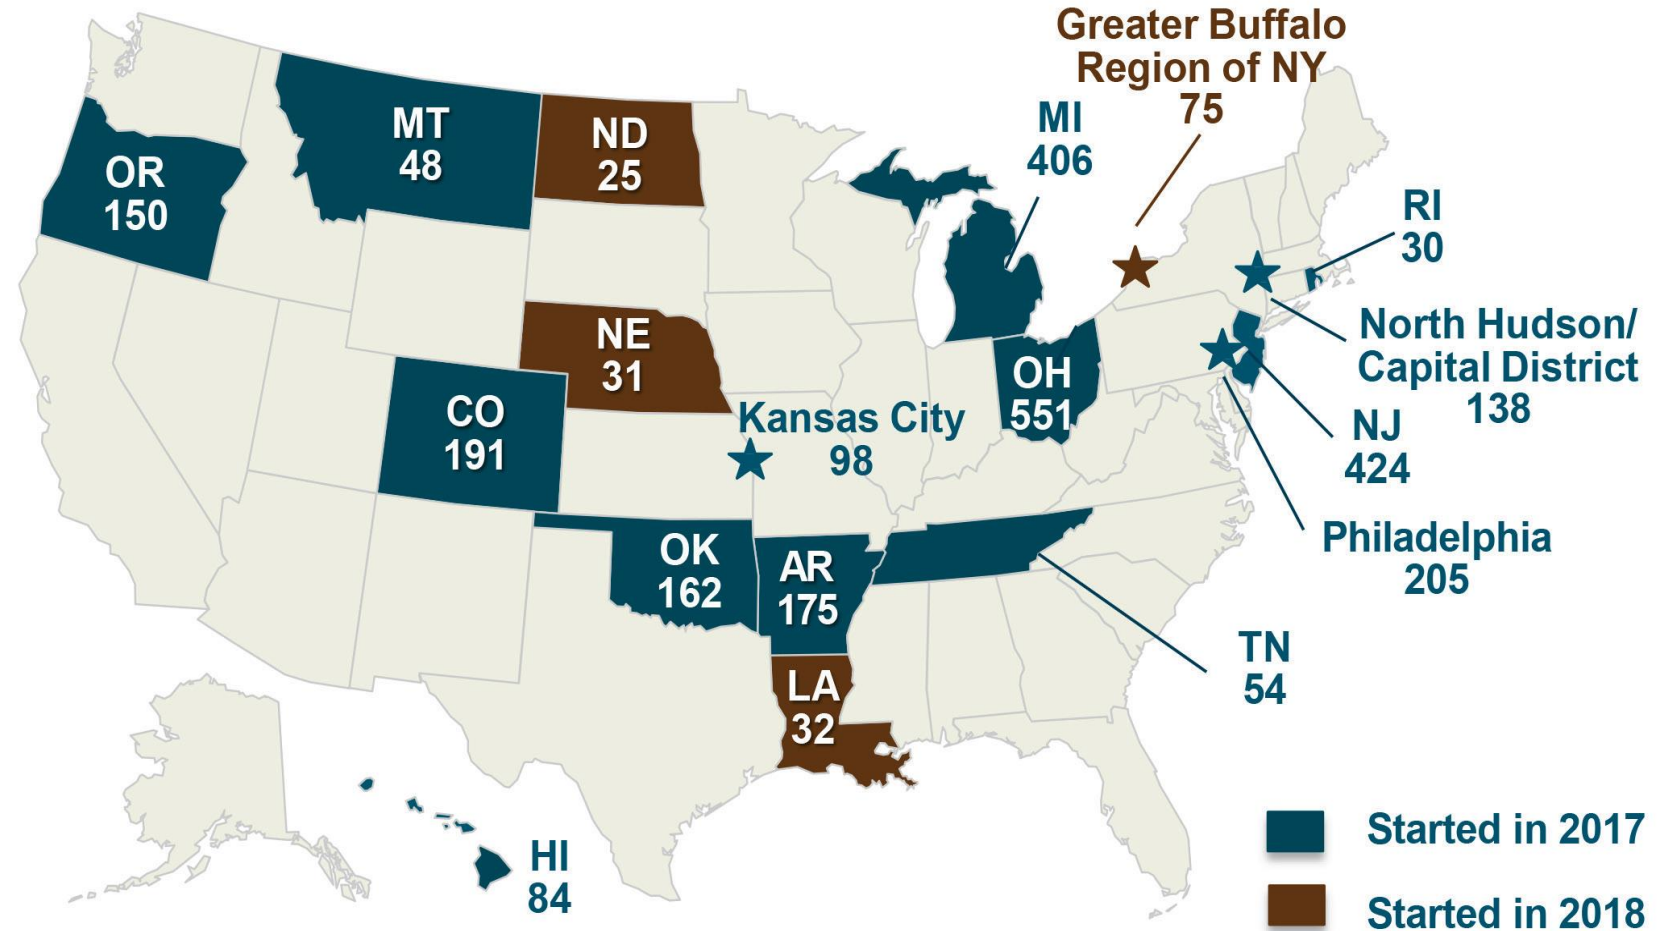 Greater Buffalo
Region of NY
75
MI
406
MT
48
ND
25
OR
150
RI
30
North Hudson/
Capital District
138
NE
31
OH
551
CO
191
Kansas City
98
NJ
424
Philadelphia
205
OK
162
AR
175
TN
54
LA
32
HI
84
Started in 2017
Started in 2018